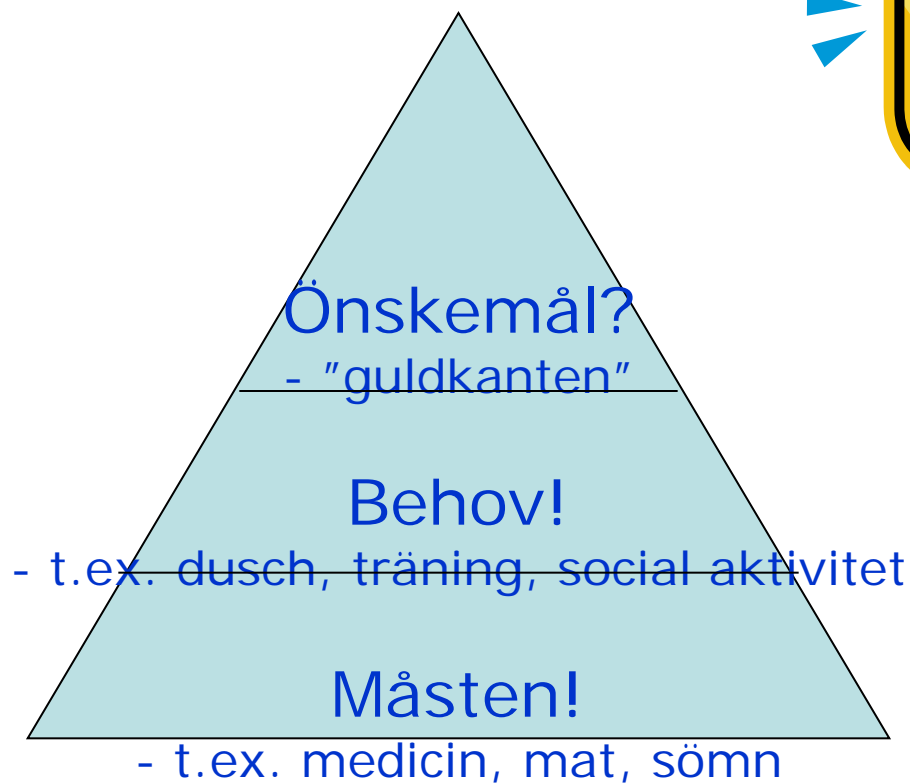 Önskemål?
- "guldkanten"
Behov!
- t.ex. dusch, träning, social aktivitet
Måsten!
- t.ex. medicin, mat, sömn